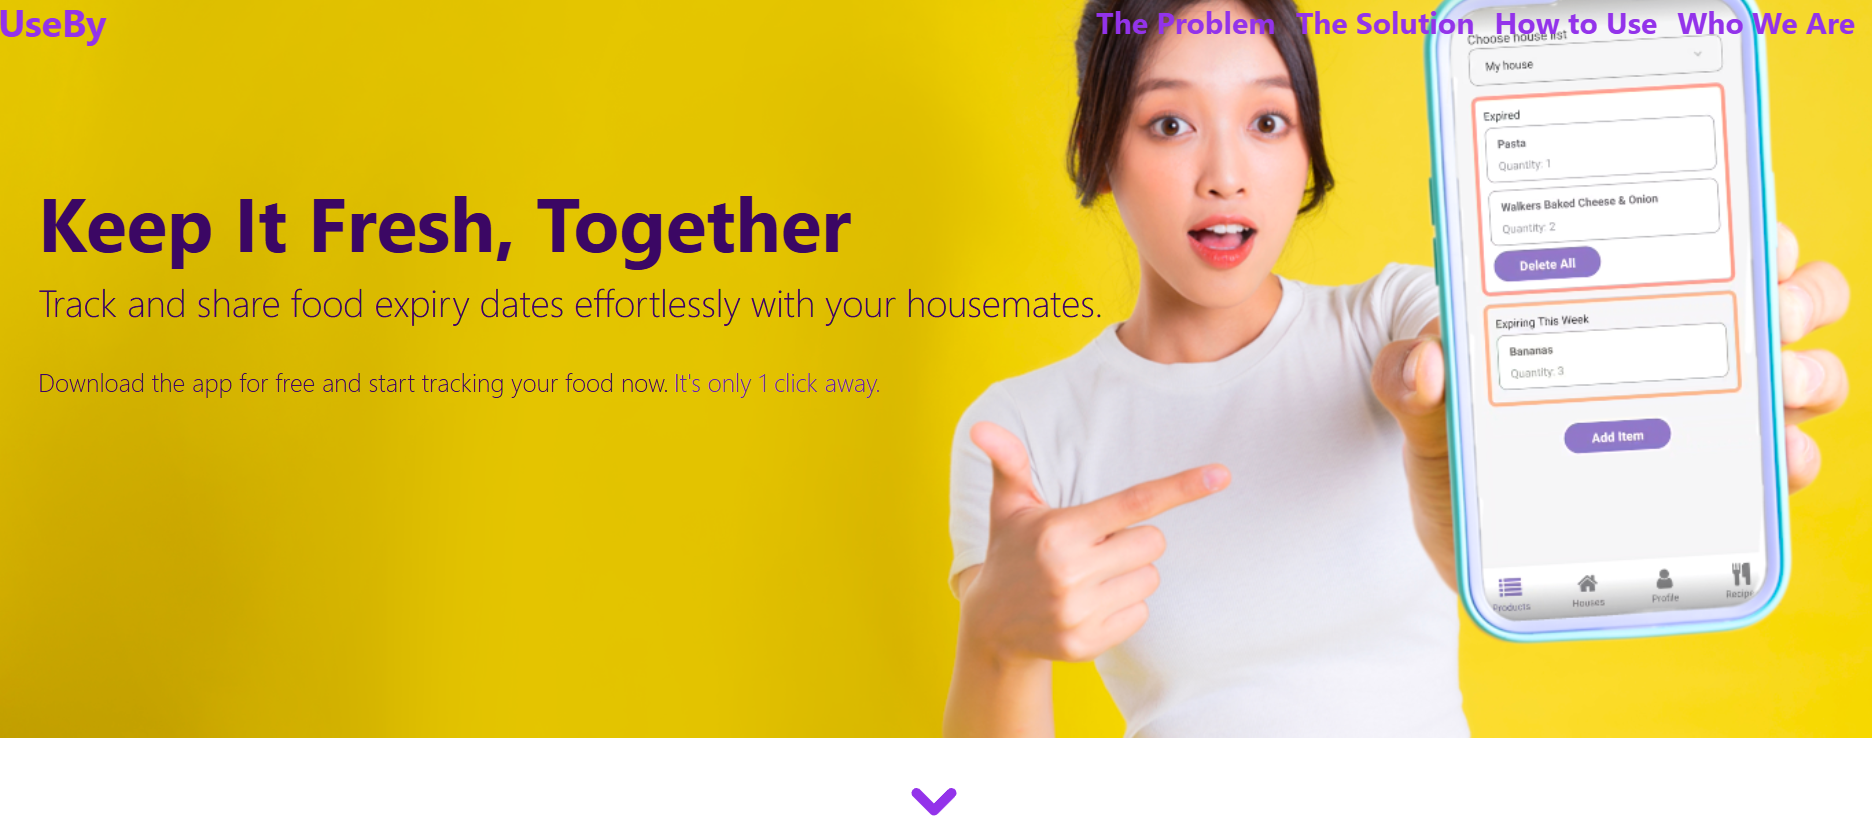 UseBy
The Problem The Solution How to Use Who We Are
Keep It Fresh, Together
Track and share food expiry dates effortlessly with your housemates.
Download the app for free and start tracking your food now. It's only 1 click away.
Choose house list
My house
Expired
Pasta
Quantity: 1
Walkers Baked Cheese & Onion
Quantity: 2
Delete All
Expiring This Week
Bananas
Quantity: 3
Add Item
Products Houses Profile Recip